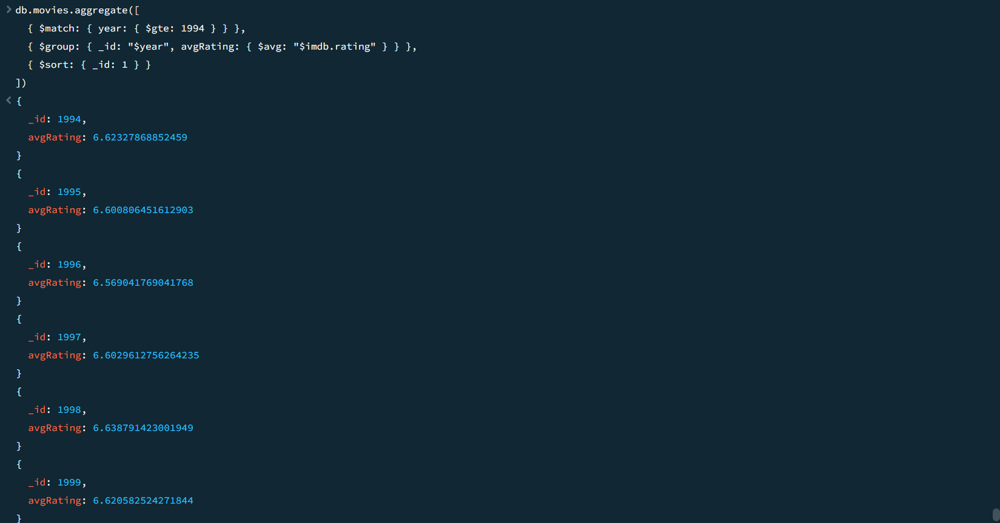 > db.movies.aggregate([
{ $match: { year: { $gte: 1994 } } },
{ $group: { _id: "$year", avgRating: { $avg: "$imdb.rating" } } },
{ $sort: { _id: 1 } }
])
< {
_id: 1994,
avgRating: 6.62327868852459
}
{
_id: 1995,
avgRating: 6.600806451612903
}
{
_id: 1996,
avgRating: 6.569041769041768
}
{
_id: 1997,
avgRating: 6.6029612756264235
}
{
_id: 1998,
avgRating: 6.638791423001949
}
{
_id: 1999,
avgRating: 6.620582524271844
}